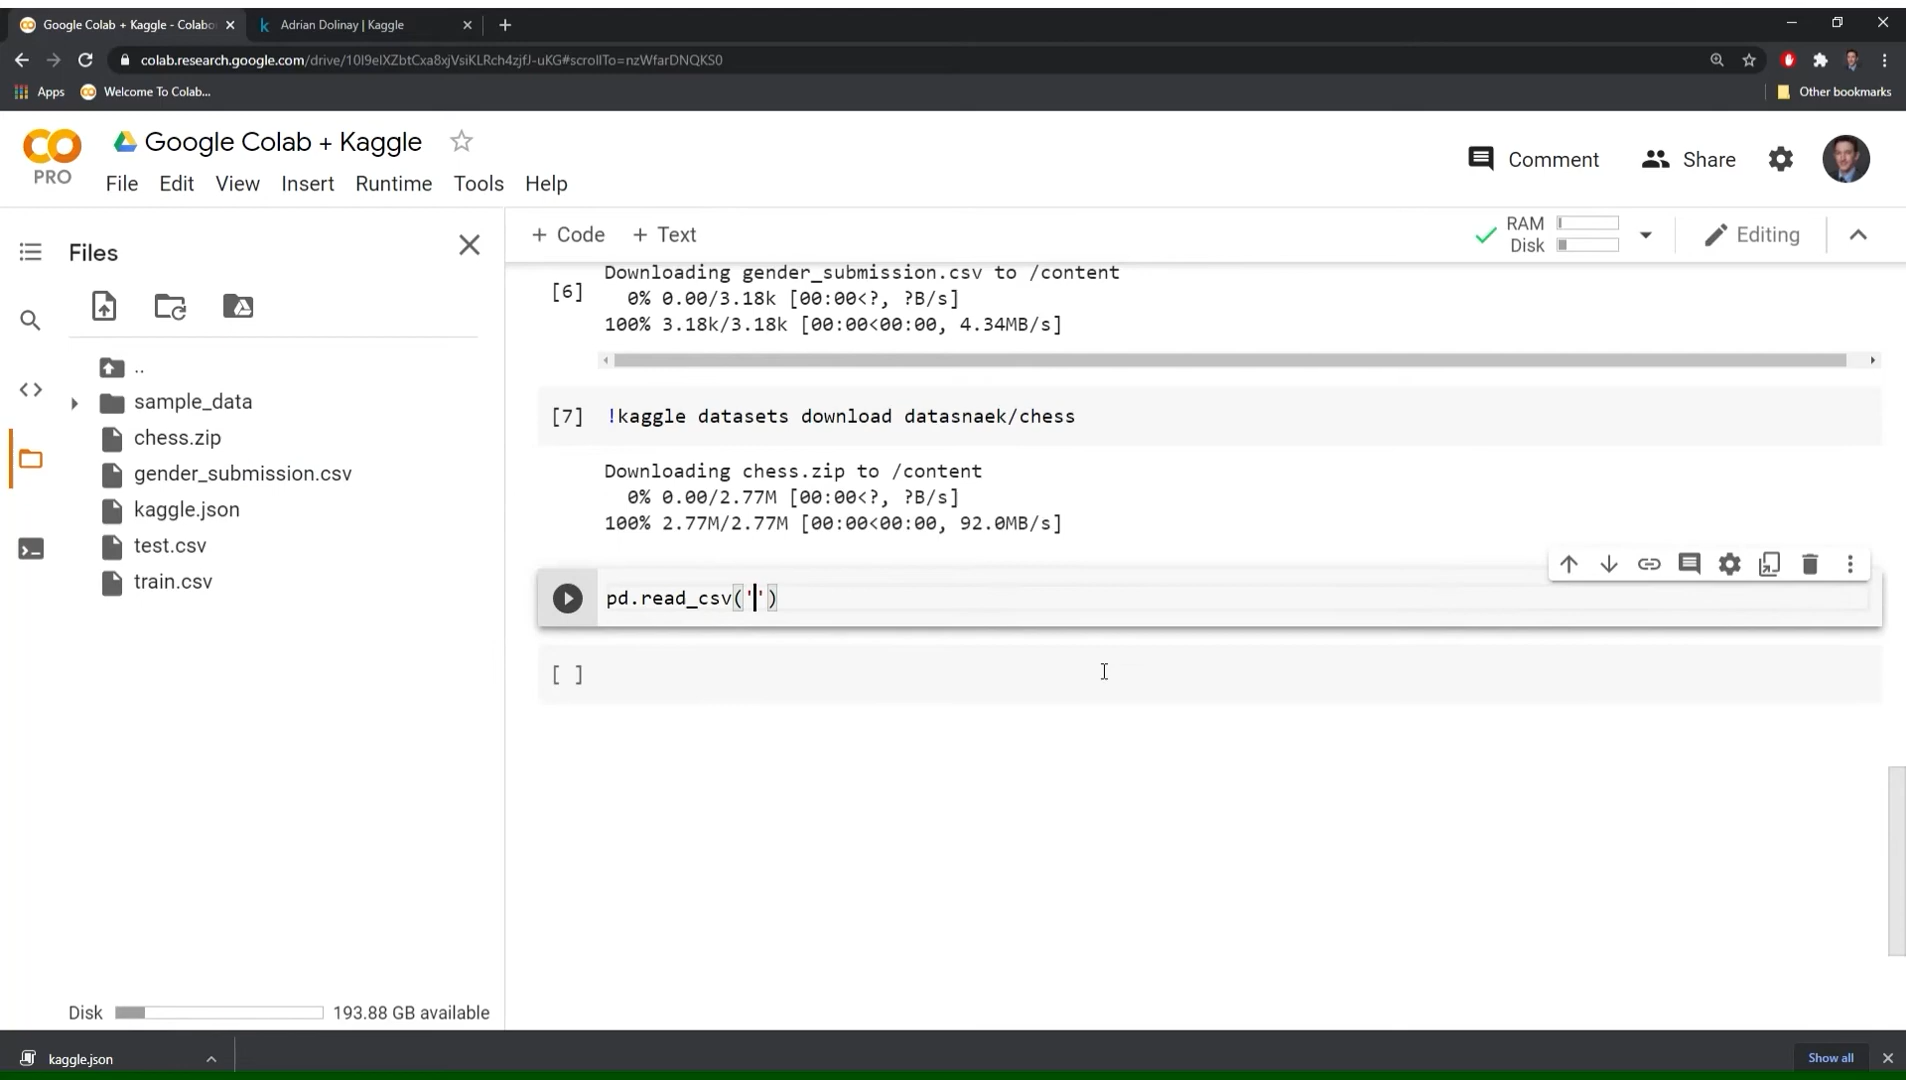 Google Colab + Kaggle - Colabo
Adrian Dolinay | Kaggle
colab.research.google.com/drive/10I9elXZbtCxa8xjVsiKLRch4zjfJ-uKG#scrollTo=nzWfarDNQKS0
Apps
Welcome To Colab...
Other bookmarks
CO
PRO
Google Colab + Kaggle
File Edit View Insert Runtime Tools Help
Comment
Share
Files
+ Code + Text
RAM
Disk
Editing
..
sample_data
chess.zip
gender_submission.csv
kaggle.json
test.csv
train.csv
Disk
193.88 GB available
[6]
Downloading gender_submission.csv to /content
0% 0.00/3.18k [00:00<?, ?B/s]
100% 3.18k/3.18k [00:00<00:00, 4.34MB/s]
[7] !kaggle datasets download datasnaek/chess
Downloading chess.zip to /content
0% 0.00/2.77M [00:00<?, ?B/s]
100% 2.77M/2.77M [00:00<00:00, 92.0MB/s]
pd.read_csv('')
[ ]
kaggle.json
Show all